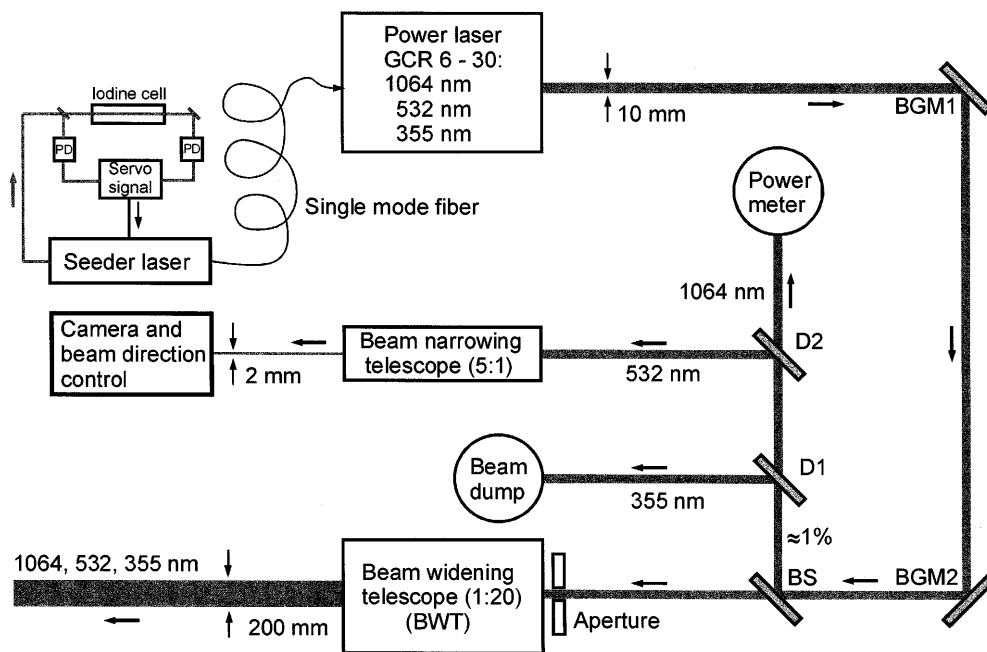 Power laser
GCR 6 - 30:
1064 nm
532 nm
355 nm
Iodine cell
PD
PD
Servo
signal
Seeder laser
Single mode fiber
10 mm
BGM1
Power
meter
1064 nm
D2
532 nm
Beam narrowing
telescope (5:1)
2 mm
Camera and
beam direction
control
D1
355 nm
Beam
dump
≈1%
BS
BGM2
Aperture
Beam widening
telescope (1:20)
(BWT)
1064, 532, 355 nm
200 mm